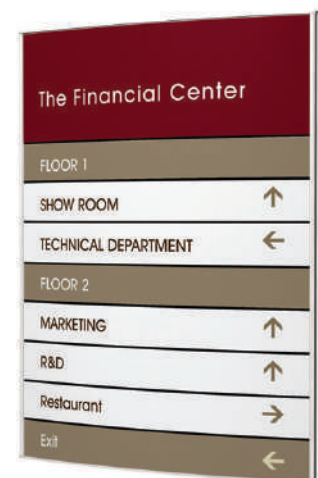 The Financial Center
FLOOR 1
SHOW ROOM ↑
TECHNICAL DEPARTMENT ←
FLOOR 2
MARKETING ↑
R&D ↑
Restaurant →
Exit ←